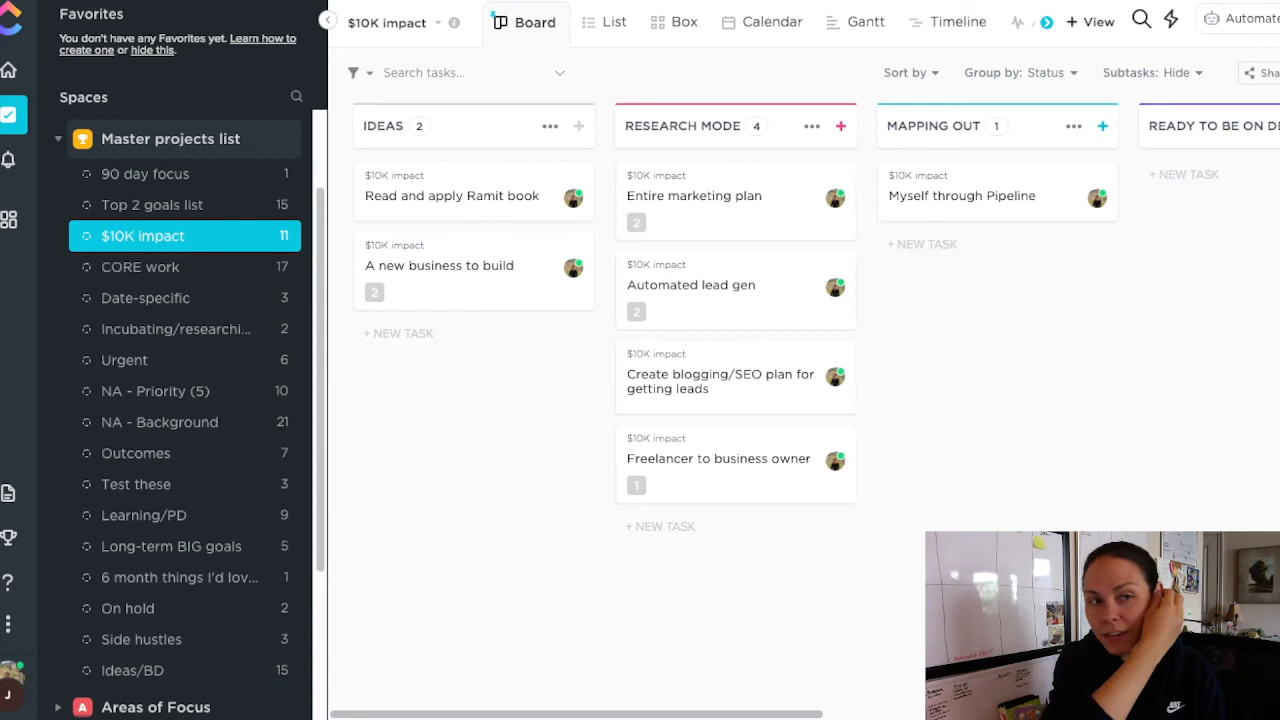 Favorites
You don't have any Favorites yet. Learn how to
create one or hide this.
Spaces
Master projects list
90 day focus 1
Top 2 goals list 15
$10K impact 11
CORE work 17
Date-specific 3
Incubating/researchi... 2
Urgent 6
NA - Priority (5) 10
NA - Background 21
Outcomes 7
Test these 3
Learning/PD 9
Long-term BIG goals 5
6 month things I'd lov... 1
On hold 2
Side hustles 3
Ideas/BD 15
A Areas of Focus
J
$10K impact
Board
List
Box
Calendar
Gantt
Timeline
+ View
Automate
Search tasks...
Sort by
Group by: Status
Subtasks: Hide
Sha
IDEAS 2
$10K impact
Read and apply Ramit book
$10K impact
A new business to build
2
+ NEW TASK
RESEARCH MODE 4
$10K impact
Entire marketing plan
2
$10K impact
Automated lead gen
2
$10K impact
Create blogging/SEO plan for
getting leads
$10K impact
Freelancer to business owner
1
+ NEW TASK
MAPPING OUT 1
$10K impact
Myself through Pipeline
+ NEW TASK
READY TO BE ON DE
+ NEW TASK